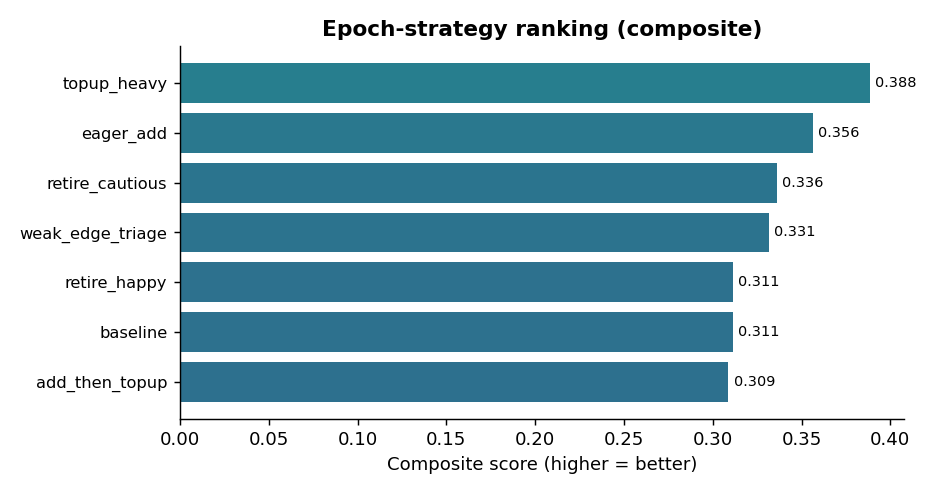 Epoch-strategy ranking (composite)
topup_heavy 0.388
eager_add 0.356
retire_cautious 0.336
weak_edge_triage 0.331
retire_happy 0.311
baseline 0.311
add_then_topup 0.309
0.00 0.05 0.10 0.15 0.20 0.25 0.30 0.35 0.40
Composite score (higher = better)